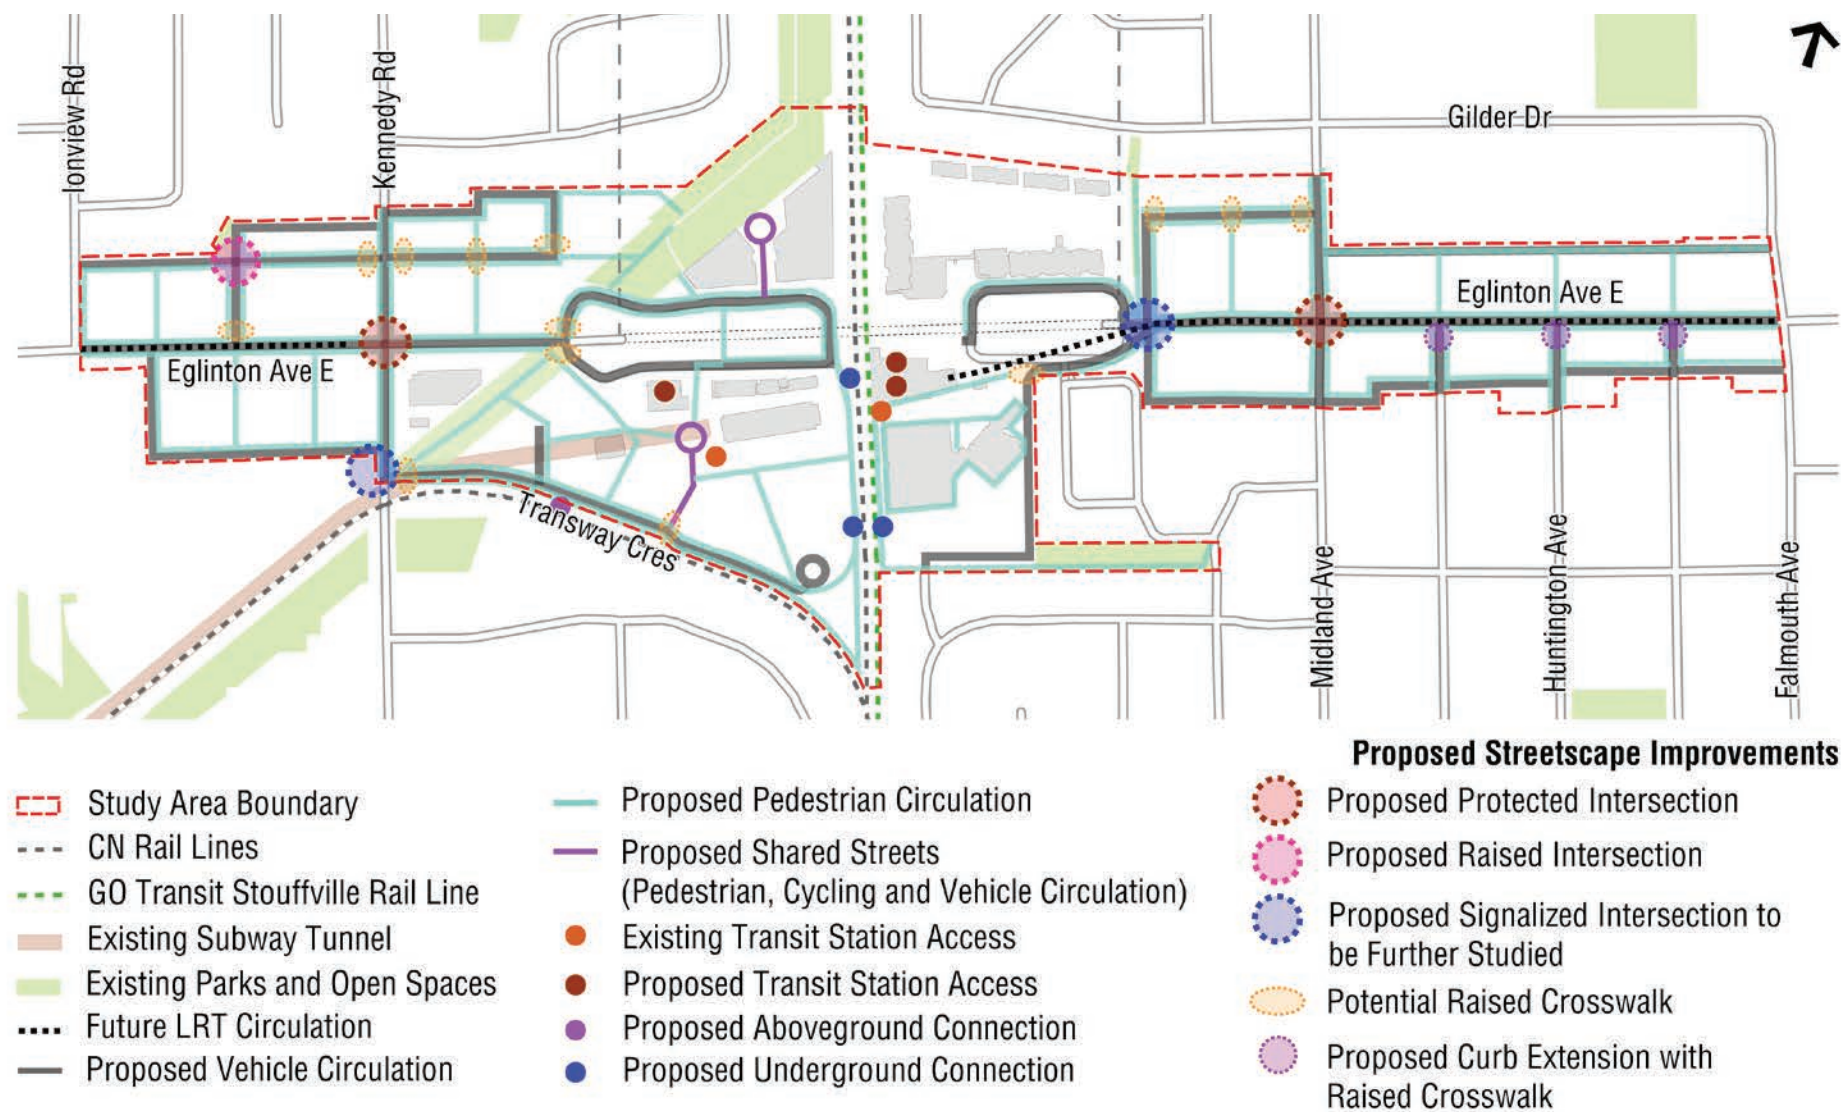 Ionview Rd
Kennedy Rd
Gilder Dr
Eglinton Ave E
Eglinton Ave E
Transway Cres
Midland Ave
Huntington Ave
Falmouth Ave
Study Area Boundary
CN Rail Lines
GO Transit Stouffville Rail Line
Existing Subway Tunnel
Existing Parks and Open Spaces
Future LRT Circulation
Proposed Vehicle Circulation
Proposed Pedestrian Circulation
Proposed Shared Streets
(Pedestrian, Cycling and Vehicle Circulation)
Existing Transit Station Access
Proposed Transit Station Access
Proposed Aboveground Connection
Proposed Underground Connection
Proposed Streetscape Improvements
Proposed Protected Intersection
Proposed Raised Intersection
Proposed Signalized Intersection to
be Further Studied
Potential Raised Crosswalk
Proposed Curb Extension with
Raised Crosswalk